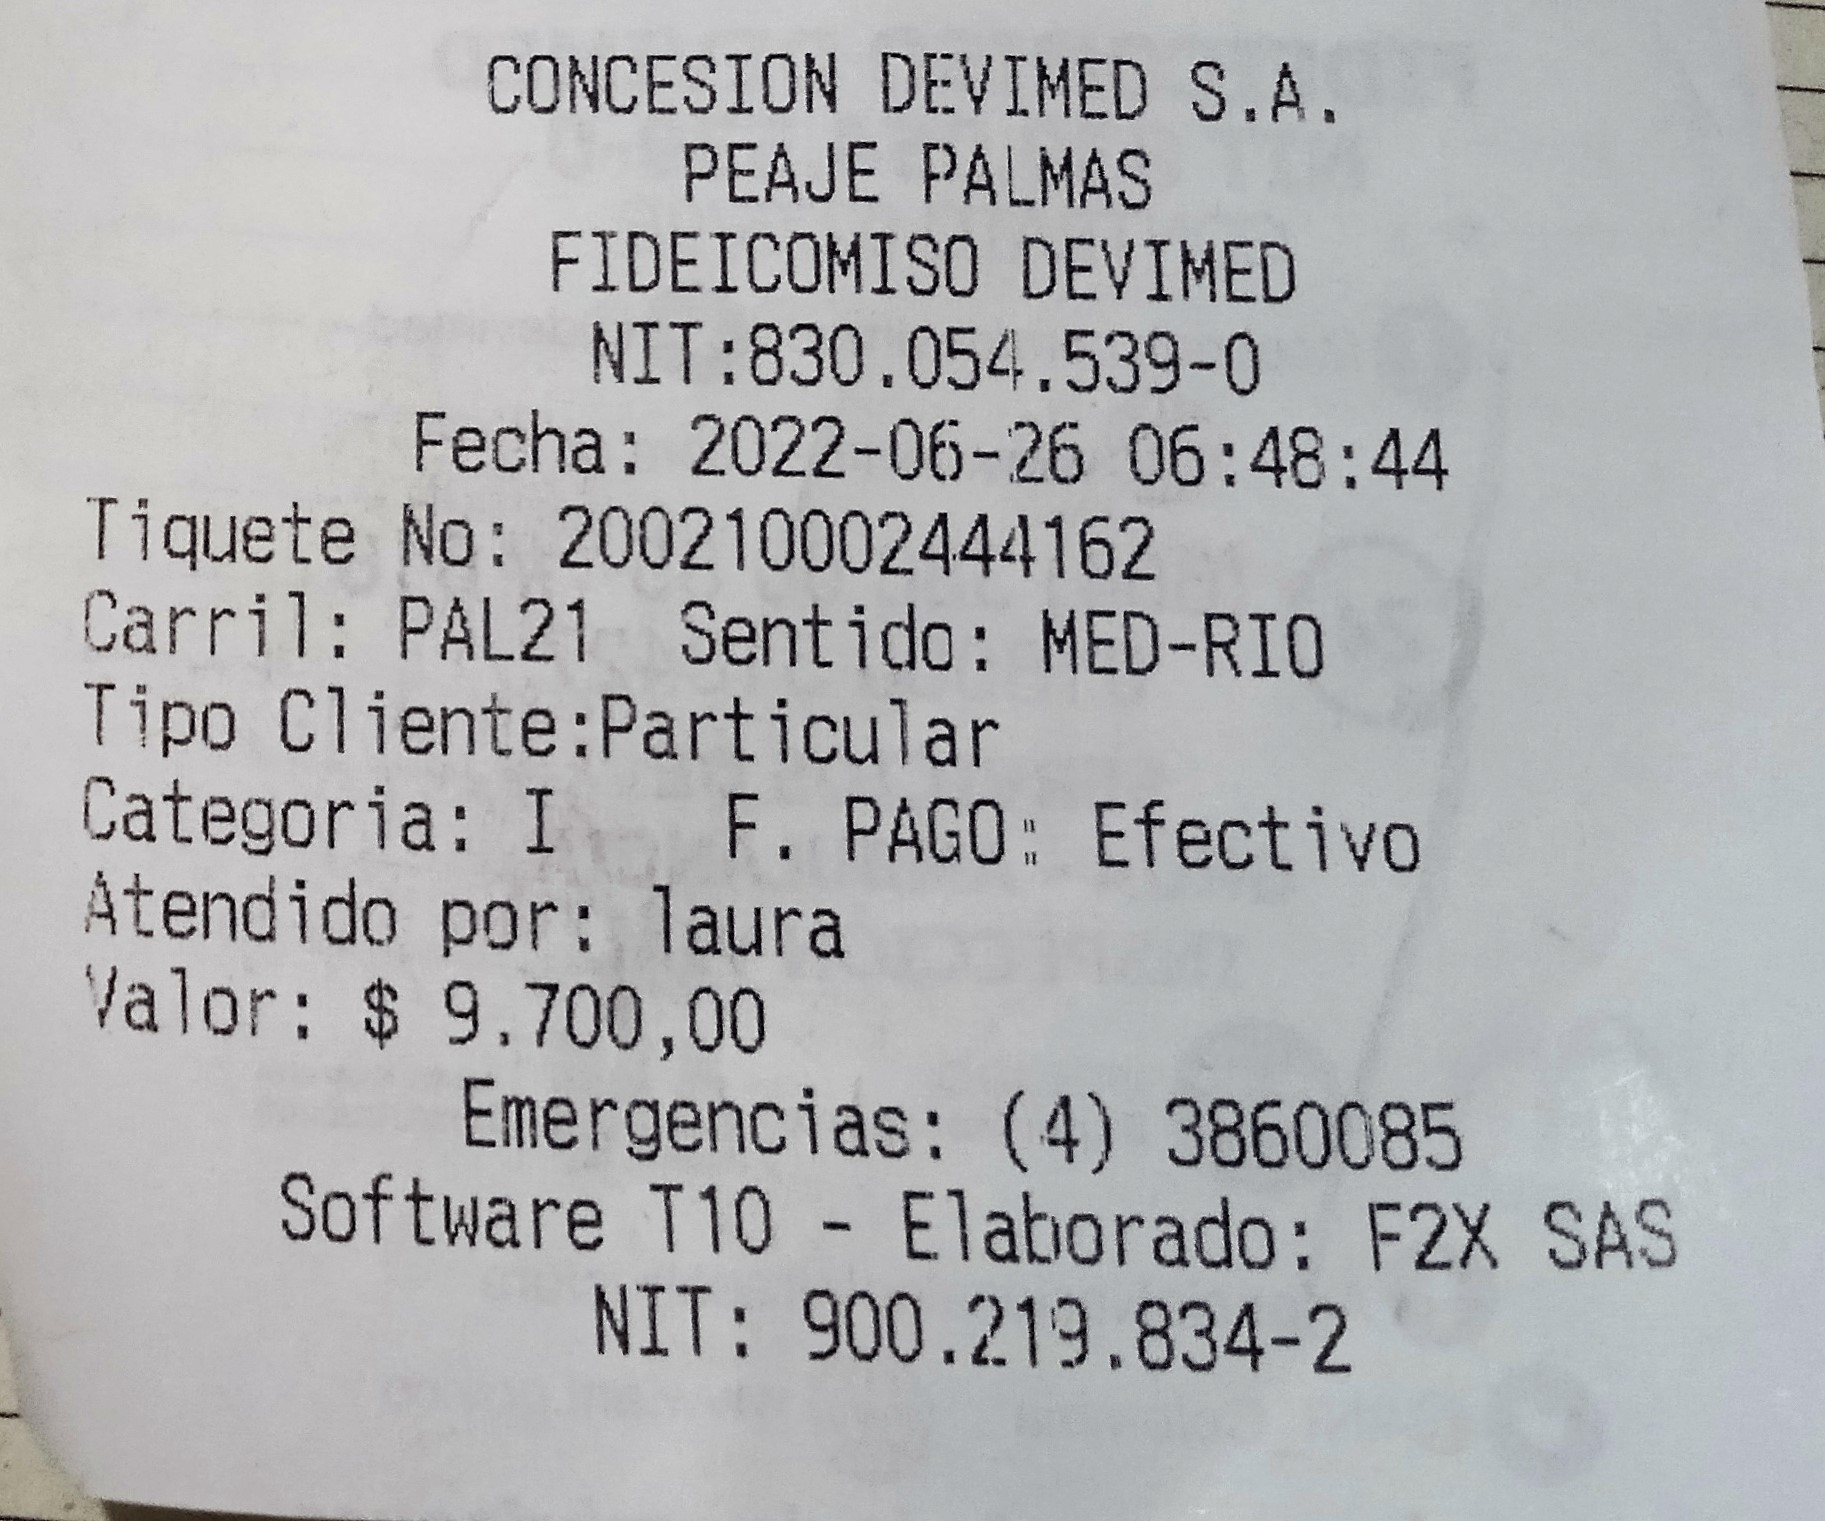 CONCESION DEVIMED S.A.
PEAJE PALMAS
FIDEICOMISO DEVIMED
NIT:830.054.539-0
Fecha: 2022-06-26 06:48:44
Tiquete No: 200210002444162
Carril: PAL21 Sentido: MED-RIO
Tipo Cliente:Particular
Categoria: I F. PAGO: Efectivo
Atendido por: laura
Valor: $ 9.700,00
Emergencias: (4) 3860085
Software T10 - Elaborado: F2X SAS
NIT: 900.219.834-2